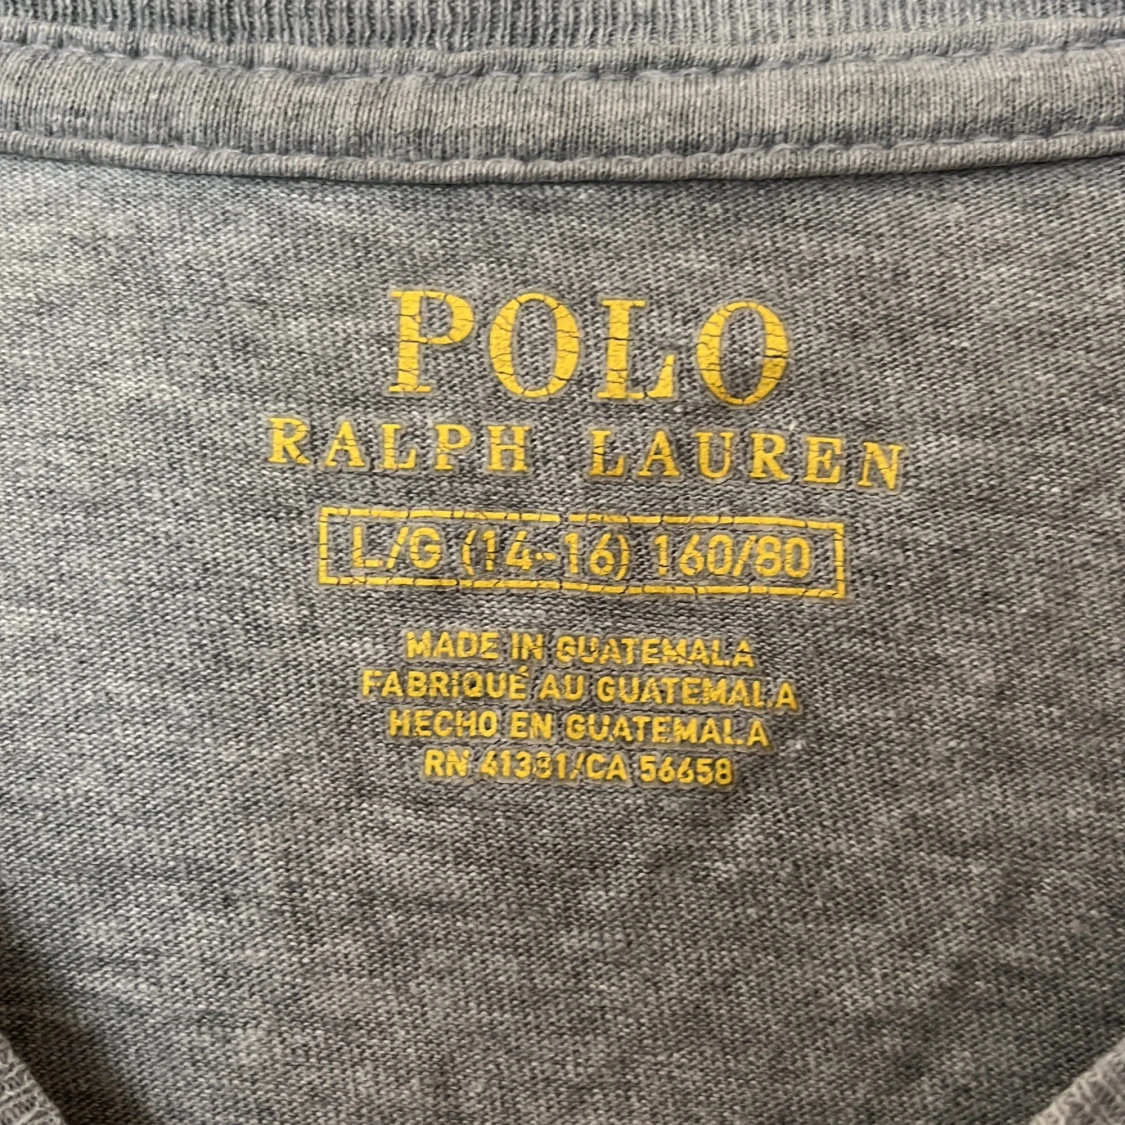 POLO
RALPH LAUREN
L/G (14-16) 160/80
MADE IN GUATEMALA
FABRIQUÉ AU GUATEMALA
HECHO EN GUATEMALA
RN 41381/CA 56658